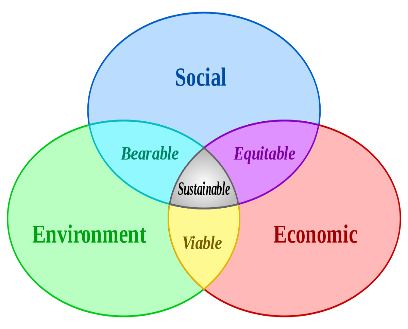 Social
Bearable
Equitable
Sustainable
Environment
Viable
Economic